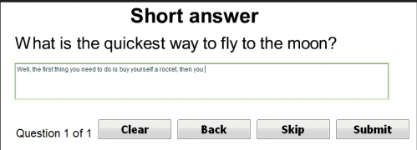 Short answer
What is the quickest way to fly to the moon?
Well, the first thing you need to do is buy yourself a rocket, then you
Question 1 of 1
Clear
Back
Skip
Submit